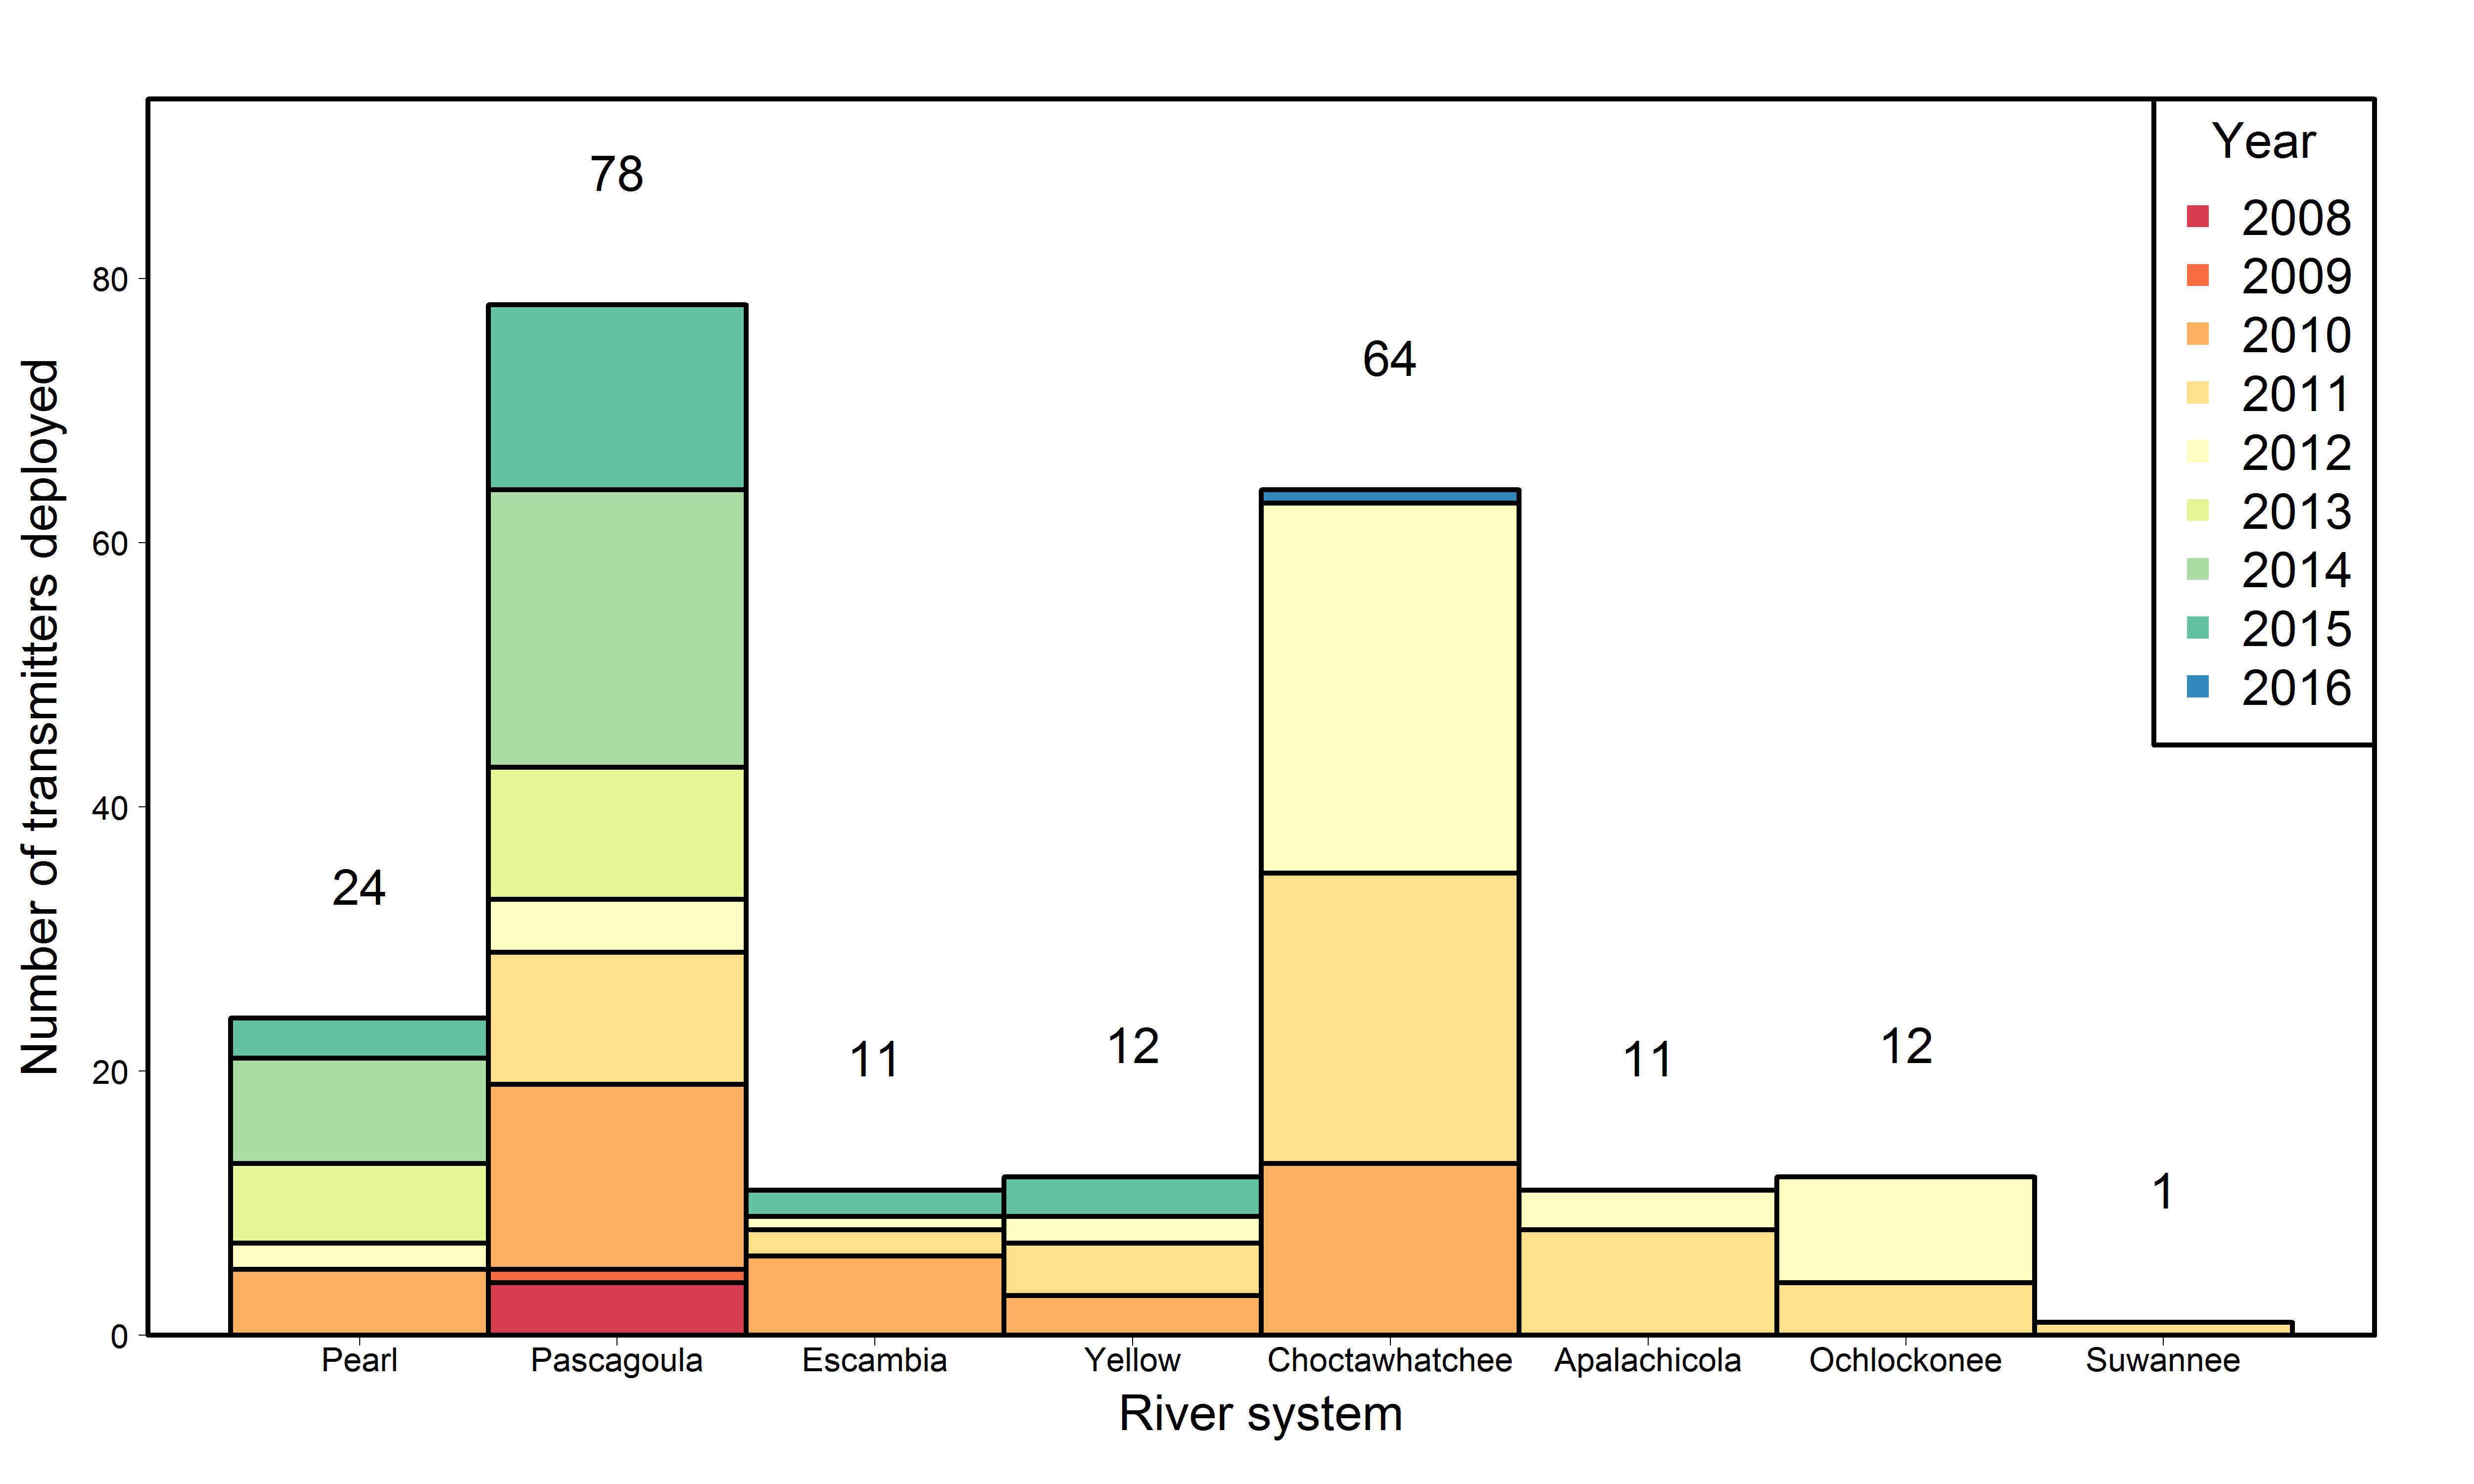 Year
2008
2009
2010
2011
2012
2013
2014
2015
2016
Number of transmitters deployed
80
60
40
20
0
24
78
11
12
64
11
12
1
Pearl
Pascagoula
Escambia
Yellow
Choctawhatchee
Apalachicola
Ochlockonee
Suwannee
River system